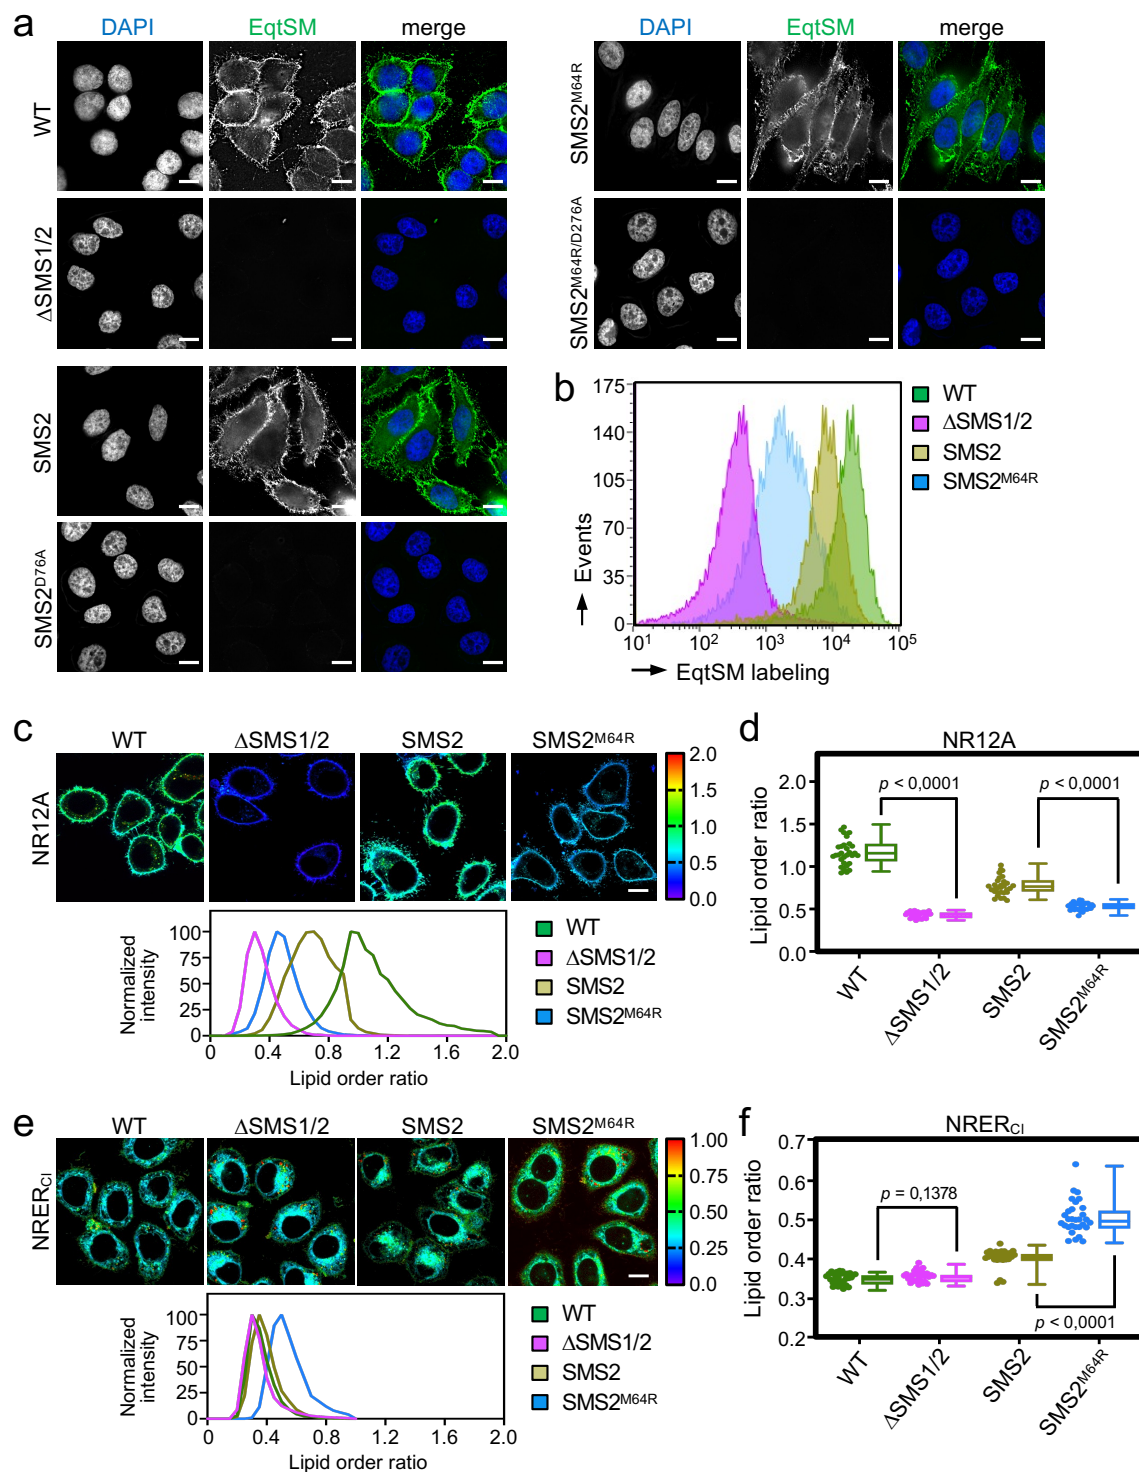 a
DAPI EqtSM merge
WT
ΔSMS1/2
SMS2
SMS2D76A
DAPI EqtSM merge
SMS2M64R
SMS2M64R/D276A
b
175
140
105
70
35
0
Events
10¹ 10² 10³ 10⁴ 10⁵
EqtSM labeling
WT
ΔSMS1/2
SMS2
SMS2M64R
c
WT ΔSMS1/2 SMS2 SMS2M64R
NR12A
2.0
1.5
1.0
0.5
0.0
Normalized
intensity
100
75
50
25
0
0 0.4 0.8 1.2 1.6 2.0
Lipid order ratio
WT
ΔSMS1/2
SMS2
SMS2M64R
d
NR12A
Lipid order ratio
2.0
1.5
1.0
0.5
0.0
p < 0,0001
p < 0,0001
WT ΔSMS1/2 SMS2 SMS2M64R
e
WT ΔSMS1/2 SMS2 SMS2M64R
NRERCI
1.00
0.75
0.50
0.25
0.0
Normalized
intensity
100
75
50
25
0
0 0.4 0.8 1.2 1.6 2.0
Lipid order ratio
WT
ΔSMS1/2
SMS2
SMS2M64R
f
NRERCI
Lipid order ratio
0.7
0.6
0.5
0.4
0.3
0.2
p = 0,1378
p < 0,0001
WT ΔSMS1/2 SMS2 SMS2M64R